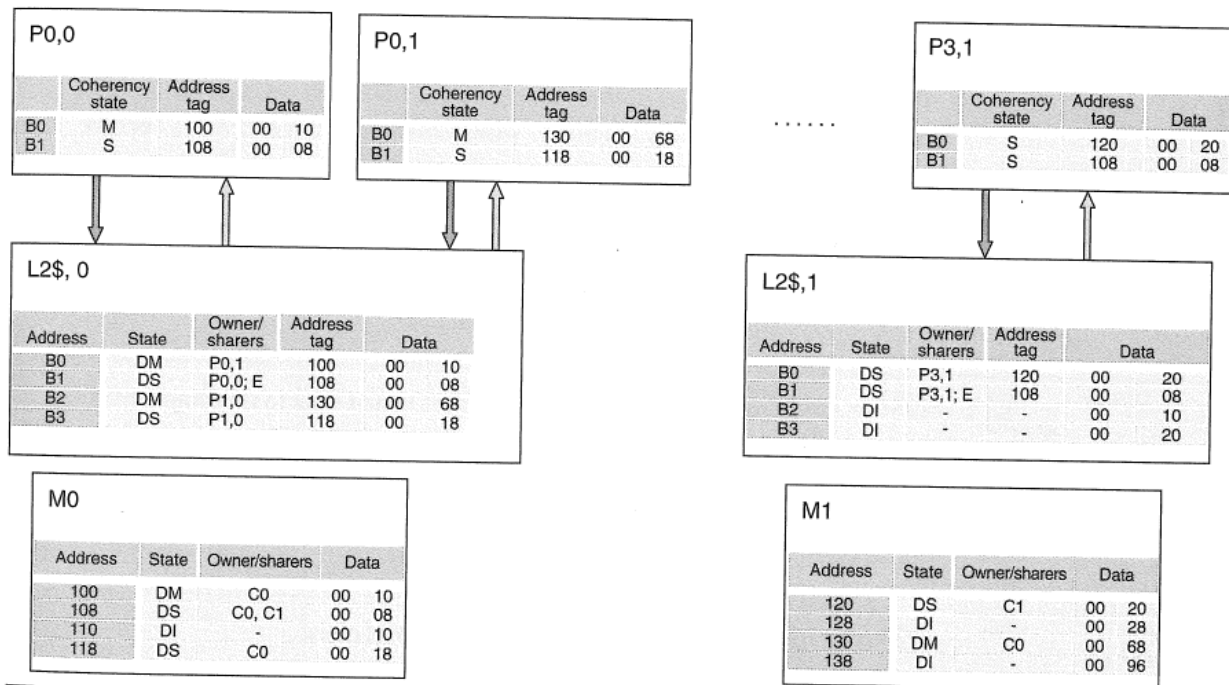 P0,0
Coherency state Address tag Data
B0 M 100 00 10
B1 S 108 00 08
P0,1
Coherency state Address tag Data
B0 M 130 00 68
B1 S 118 00 18
......
P3,1
Coherency state Address tag Data
B0 S 120 00 20
B1 S 108 00 08
L2$, 0
Address State Owner/ sharers Address tag Data
B0 DM P0,1 100 00 10
B1 DS P0,0; E 108 00 08
B2 DM P1,0 130 00 68
B3 DS P1,0 118 00 18
L2$,1
Address State Owner/ sharers Address tag Data
B0 DS P3,1 120 00 20
B1 DS P3,1; E 108 00 08
B2 DI - - 00 10
B3 DI - - 00 20
M0
Address State Owner/sharers Data
100 DM C0 00 10
108 DS C0, C1 00 08
110 DI - 00 10
118 DS C0 00 18
M1
Address State Owner/sharers Data
120 DS C1 00 20
128 DI - 00 28
130 DM C0 00 68
138 DI - 00 96